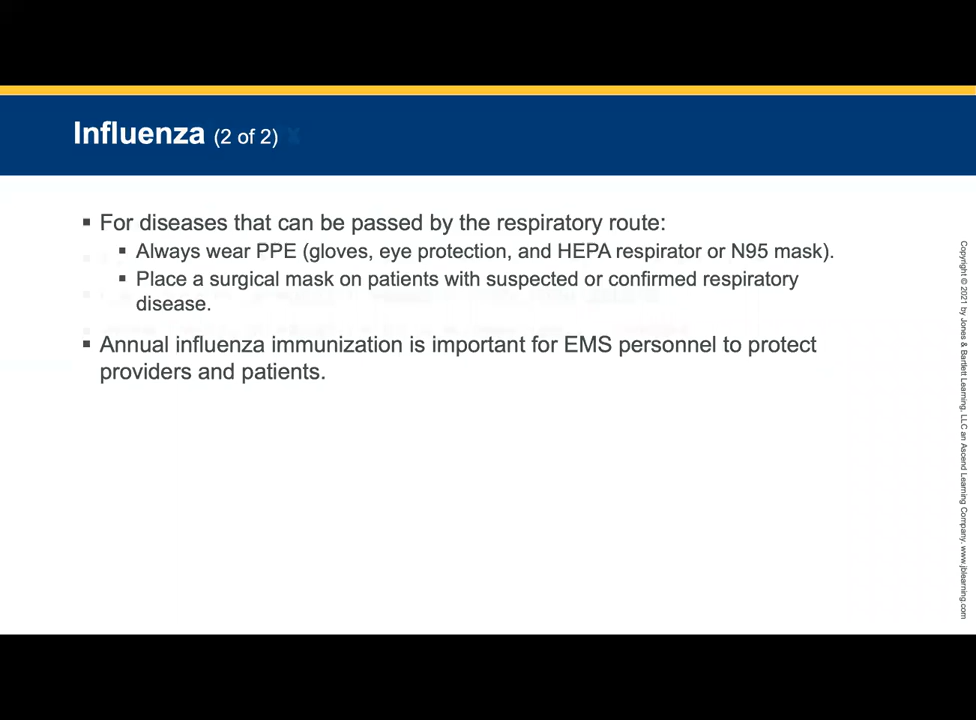 Influenza (2 of 2)
▪ For diseases that can be passed by the respiratory route:
▪ Always wear PPE (gloves, eye protection, and HEPA respirator or N95 mask).
▪ Place a surgical mask on patients with suspected or confirmed respiratory
disease.
▪ Annual influenza immunization is important for EMS personnel to protect
providers and patients.
Copyright © 2021 by Jones & Bartlett Learning, LLC an Ascend Learning Company. www.jblearning.com